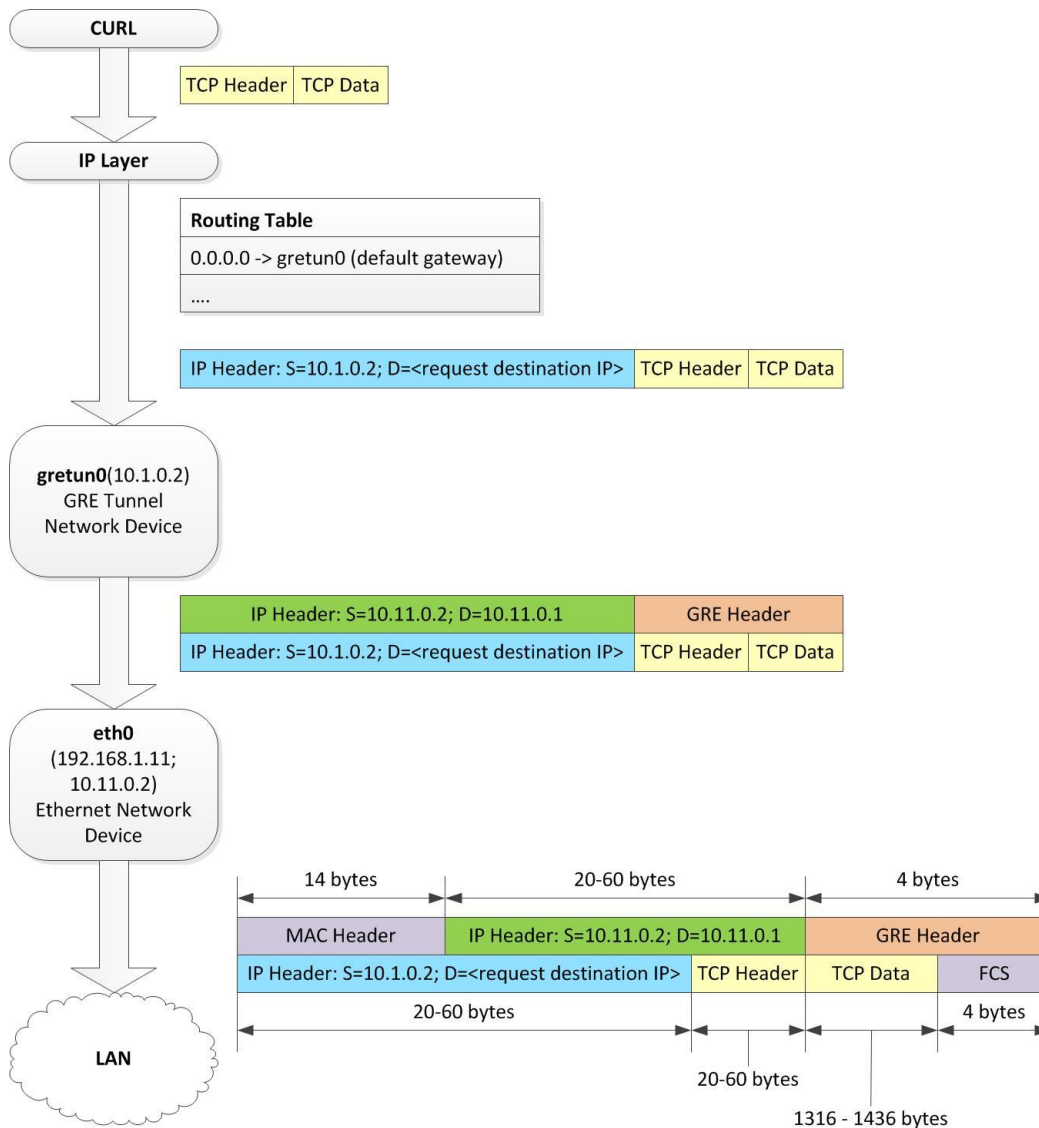 CURL
TCP Header TCP Data
IP Layer
Routing Table
0.0.0.0 -> gretun0 (default gateway)
....
IP Header: S=10.1.0.2; D=<request destination IP> TCP Header TCP Data
gretun0(10.1.0.2)
GRE Tunnel
Network Device
IP Header: S=10.11.0.2; D=10.11.0.1 GRE Header
IP Header: S=10.1.0.2; D=<request destination IP> TCP Header TCP Data
eth0
(192.168.1.11;
10.11.0.2)
Ethernet Network
Device
14 bytes 20-60 bytes 4 bytes
MAC Header IP Header: S=10.11.0.2; D=10.11.0.1 GRE Header
IP Header: S=10.1.0.2; D=<request destination IP> TCP Header TCP Data FCS
20-60 bytes 4 bytes
LAN
20-60 bytes
1316 - 1436 bytes